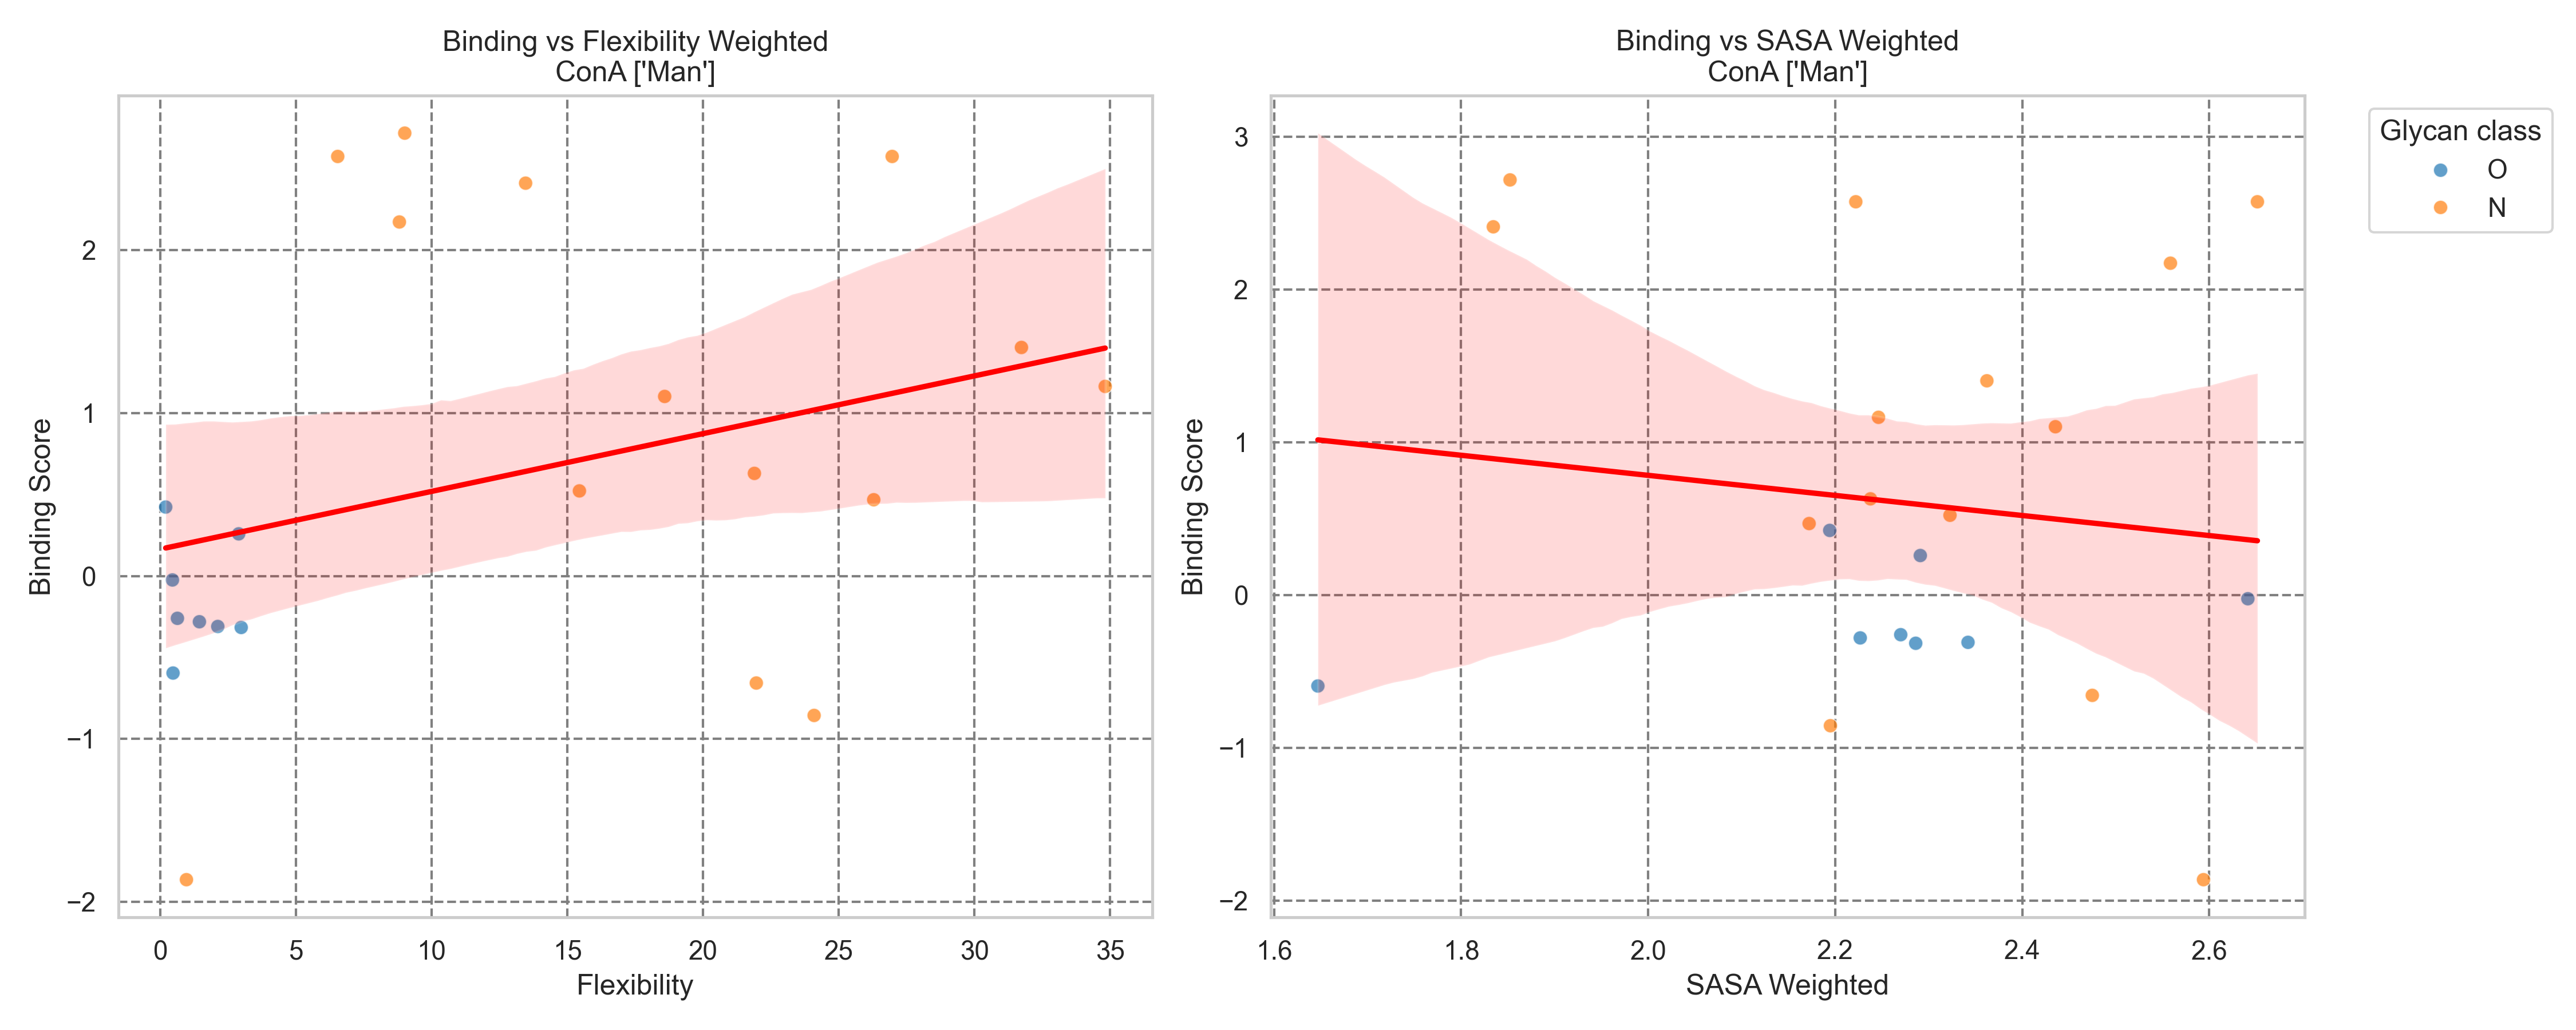 Binding vs Flexibility Weighted
ConA ['Man']
Binding Score
2
1
0
−1
−2
0 5 10 15 20 25 30 35
Flexibility
Binding vs SASA Weighted
ConA ['Man']
Binding Score
3
2
1
0
−1
−2
1.6 1.8 2.0 2.2 2.4 2.6
SASA Weighted
Glycan class
O
N